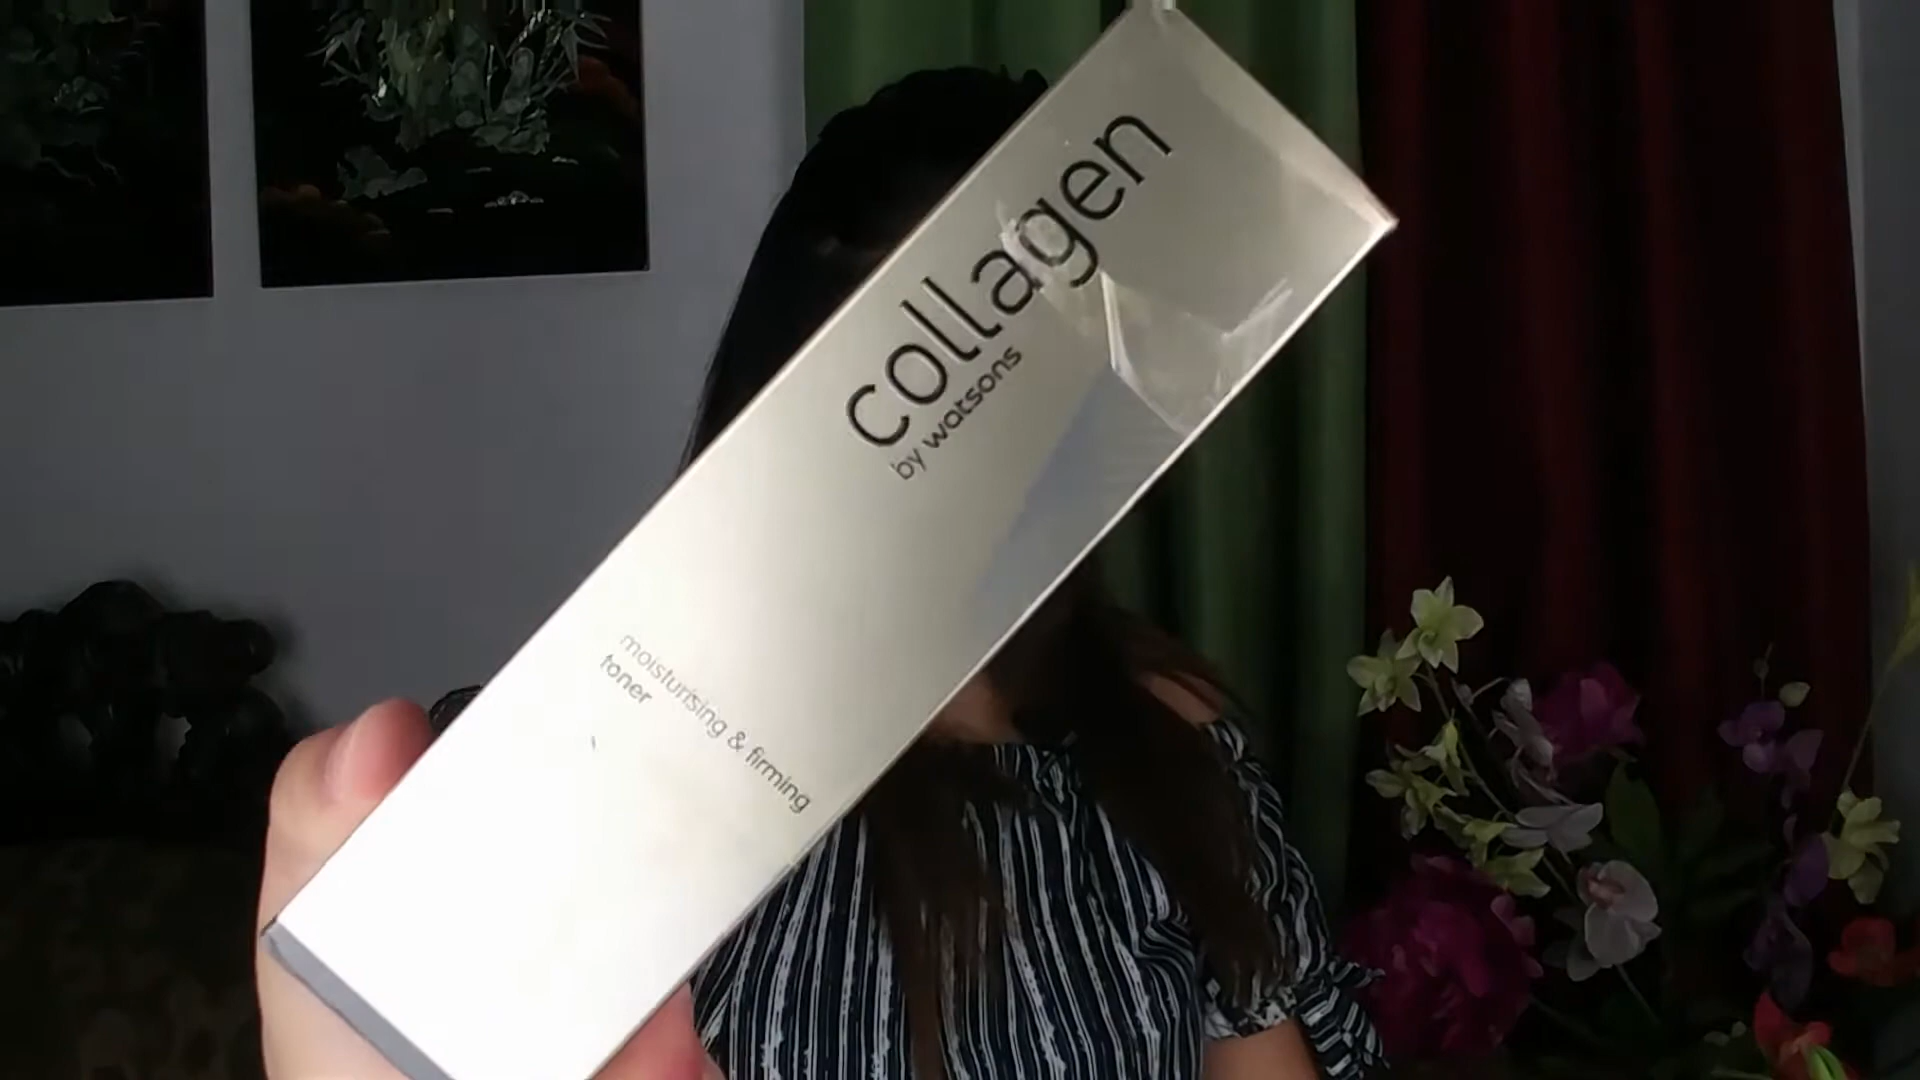 collagen
by watsons
moisturising & firming
toner